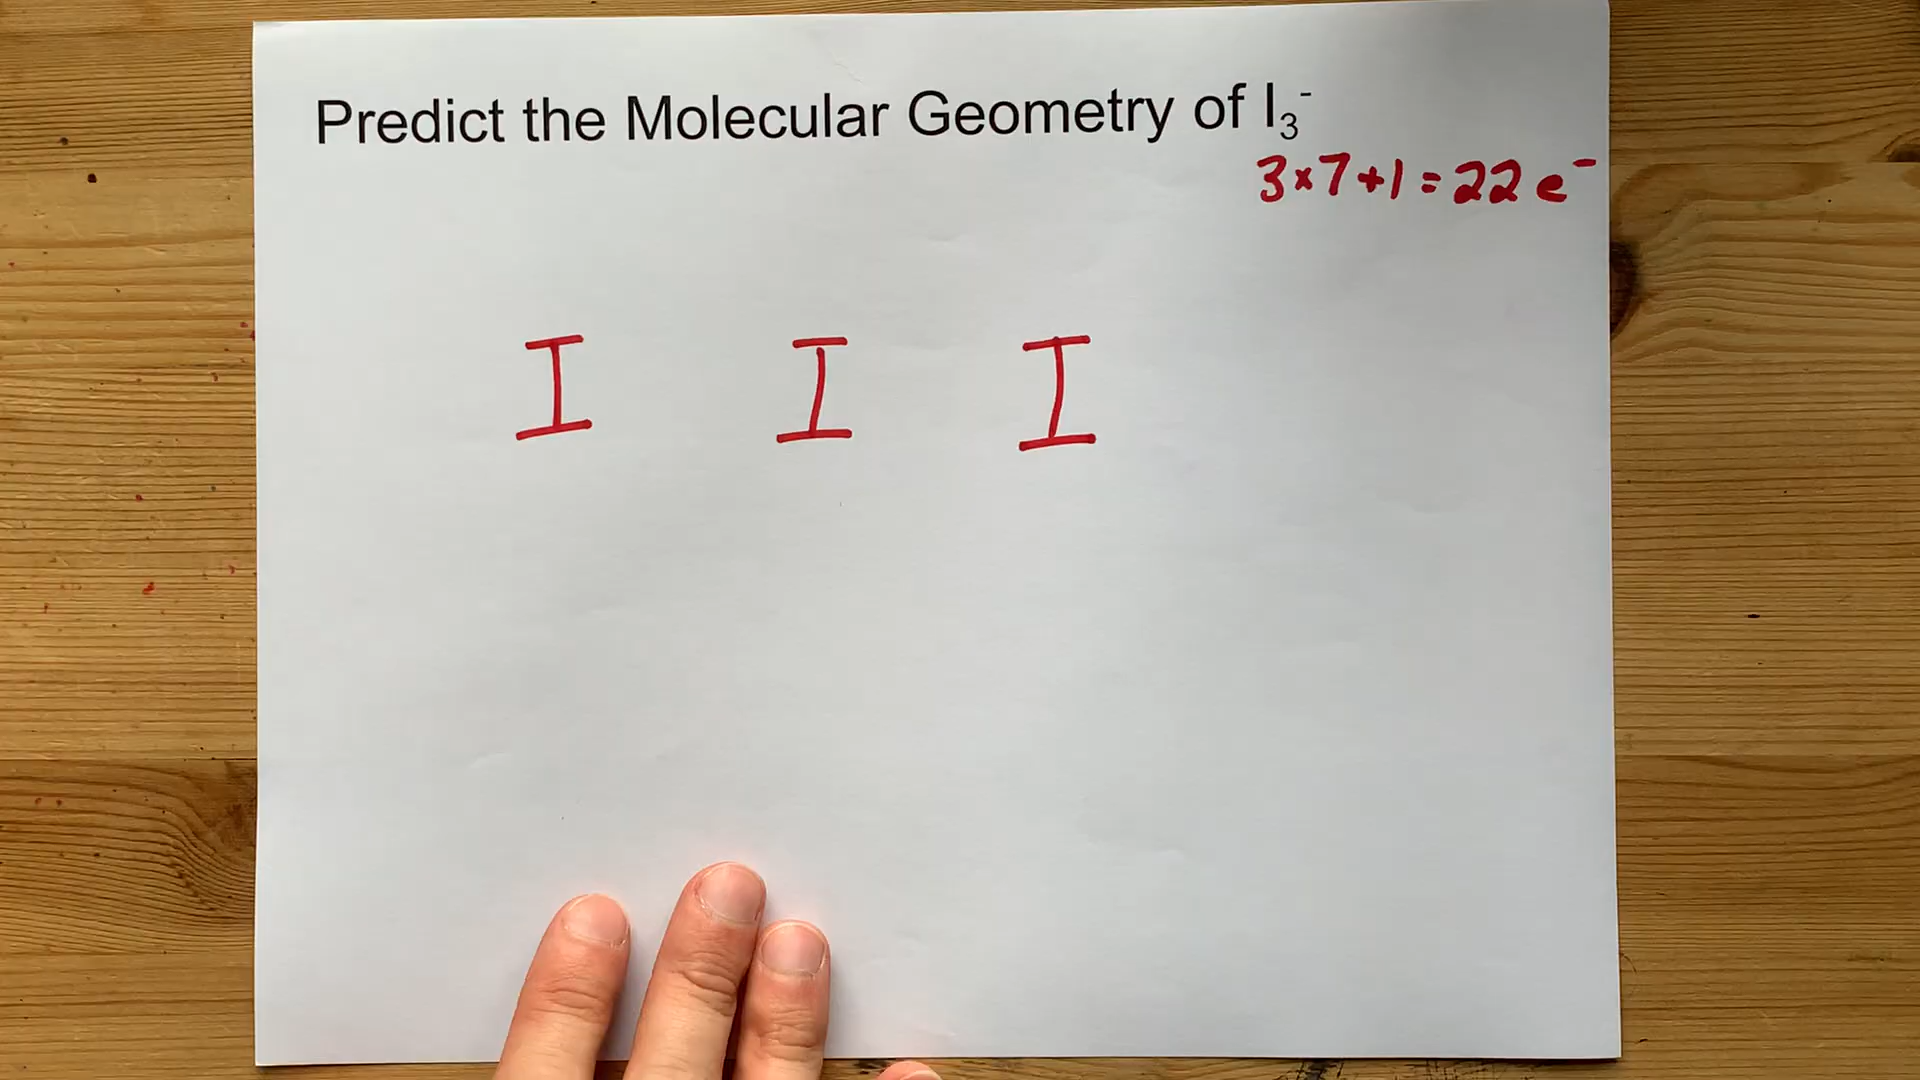 Predict the Molecular Geometry of I₃⁻
3×7+1=22e⁻
I I I